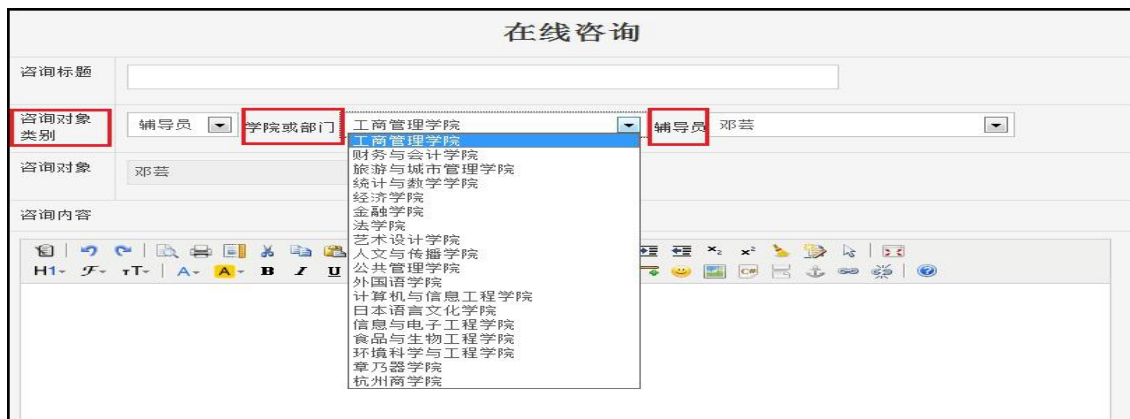 在线咨询
咨询标题
咨询对象
类别
辅导员
学院或部门
工商管理学院
辅导员
邓芸
工商管理学院
财务与会计学院
旅游与城市管理学院
统计与数学学院
经济学院
金融学院
法学院
艺术设计学院
人文与传播学院
公共管理学院
外国语学院
计算机与信息工程学院
日本语言文化学院
信息与电子工程学院
食品与生物工程学院
环境科学与工程学院
章乃器学院
杭州商学院
咨询对象
邓芸
咨询内容
H1 F тT A A B I U